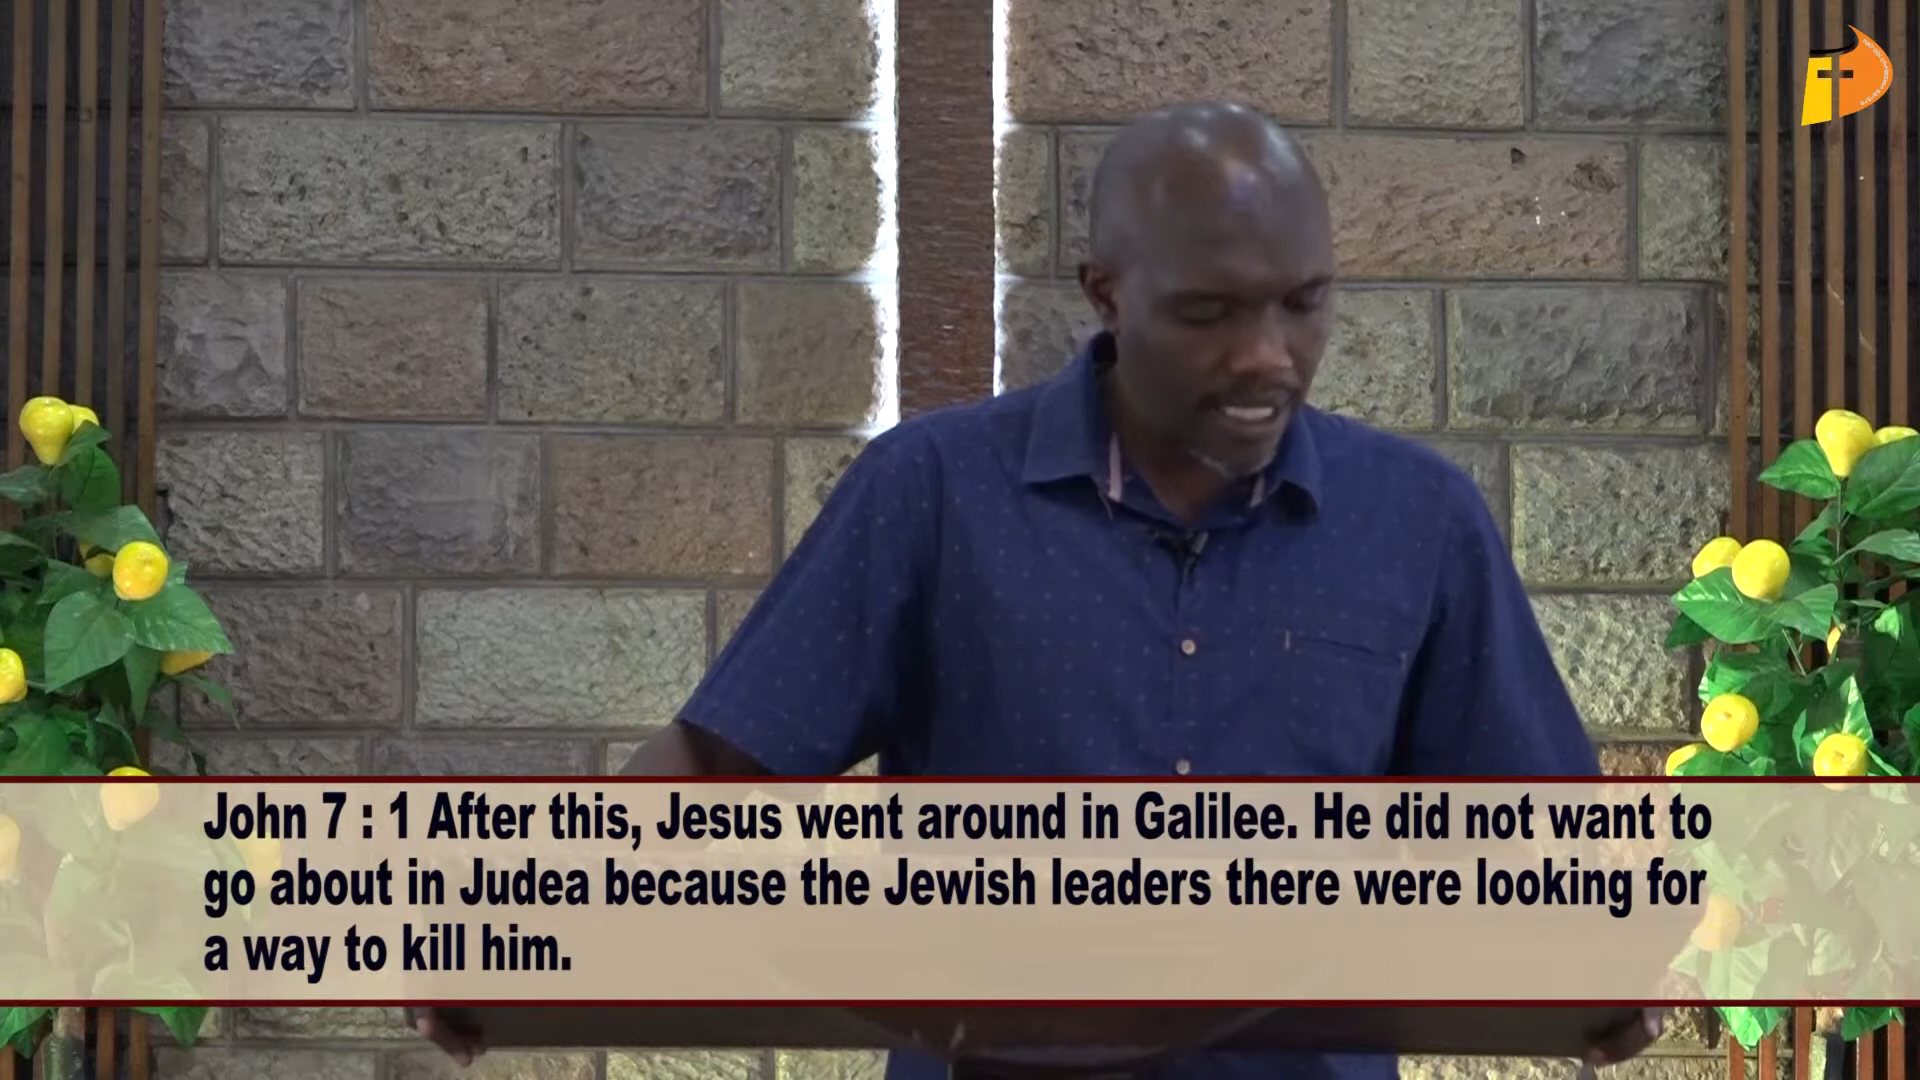 John 7 : 1 After this, Jesus went around in Galilee. He did not want to
go about in Judea because the Jewish leaders there were looking for
a way to kill him.